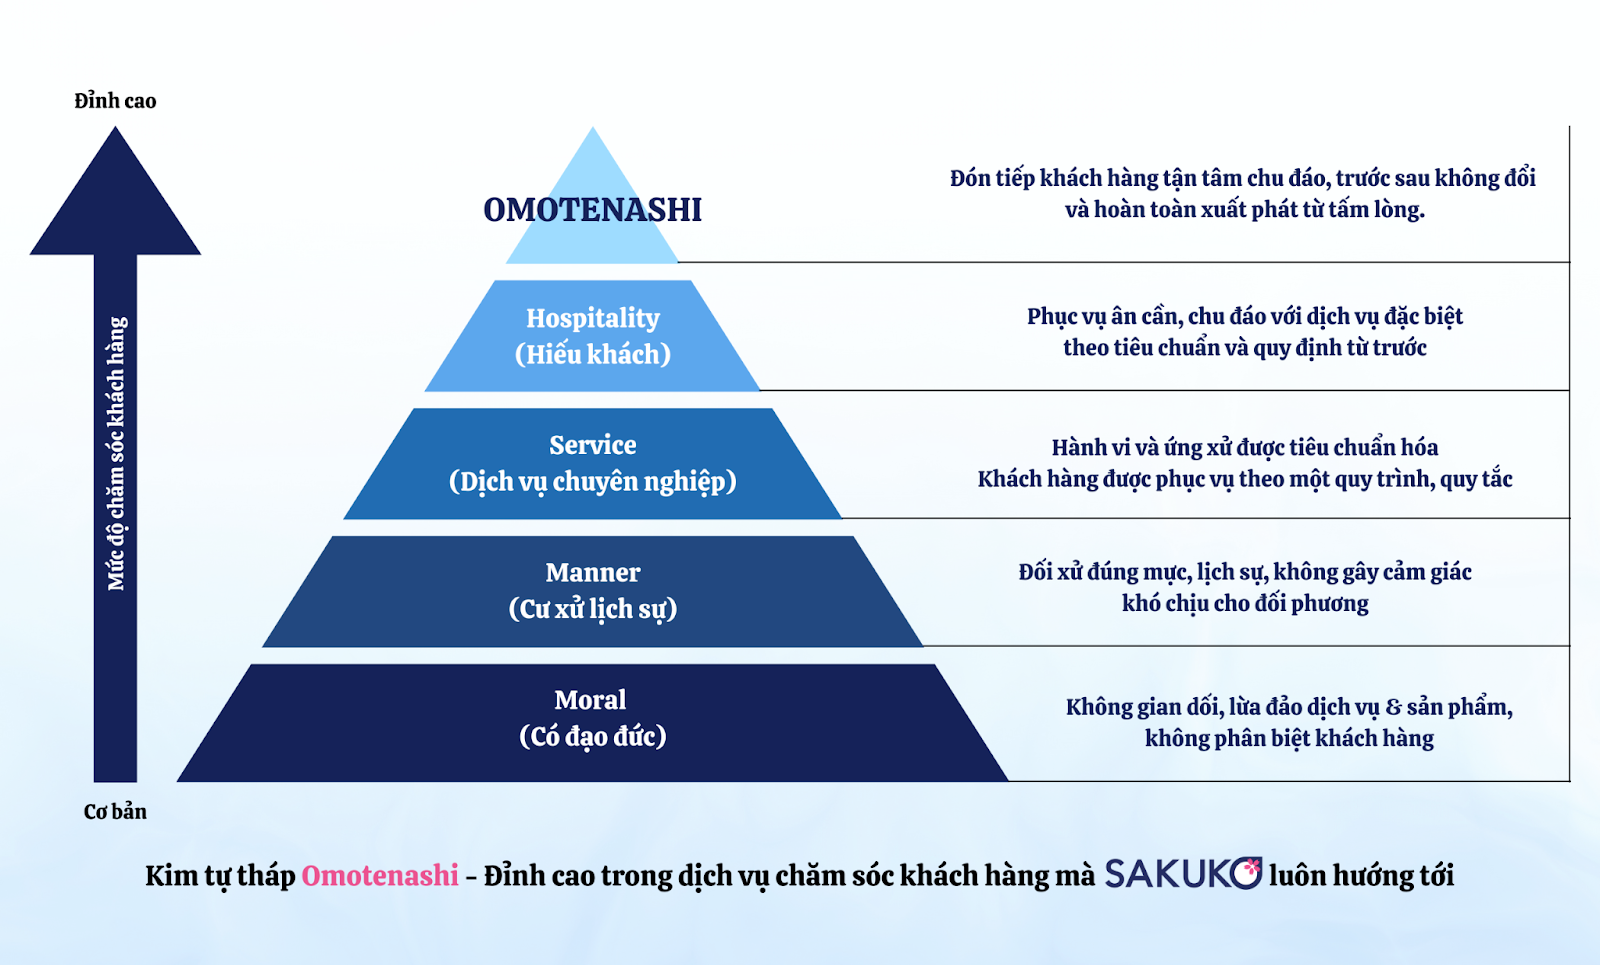 Đỉnh cao
Mức độ chăm sóc khách hàng
Cơ bản
OMOTENASHI
Đón tiếp khách hàng tận tâm chu đáo, trước sau không đổi
và hoàn toàn xuất phát từ tấm lòng.
Hospitality
(Hiếu khách)
Phục vụ ân cần, chu đáo với dịch vụ đặc biệt
theo tiêu chuẩn và quy định từ trước
Service
(Dịch vụ chuyên nghiệp)
Hành vi và ứng xử được tiêu chuẩn hóa
Khách hàng được phục vụ theo một quy trình, quy tắc
Manner
(Cư xử lịch sự)
Đối xử đúng mực, lịch sự, không gây cảm giác
khó chịu cho đối phương
Moral
(Có đạo đức)
Không gian dối, lừa đảo dịch vụ & sản phẩm,
không phân biệt khách hàng
Kim tự tháp Omotenashi - Đỉnh cao trong dịch vụ chăm sóc khách hàng mà SAKUKO luôn hướng tới